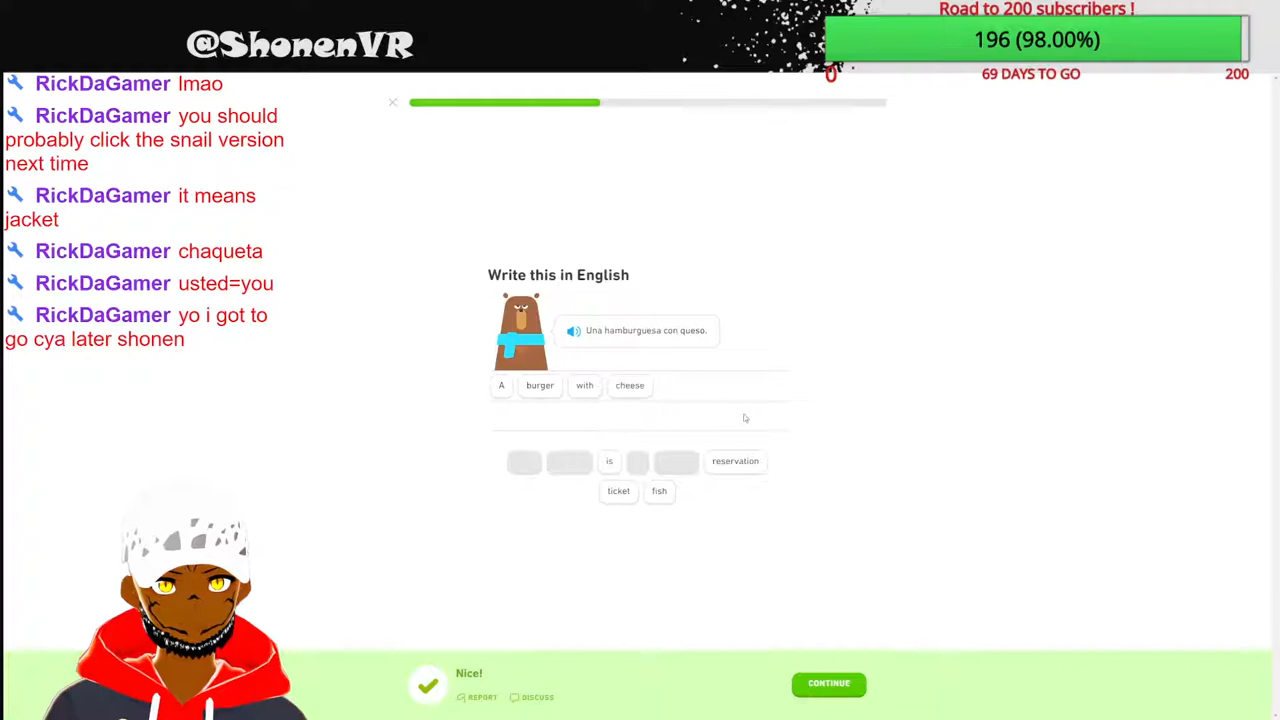 @ShonenVR
Road to 200 subscribers !
196 (98.00%)
0
69 DAYS TO GO
200
RickDaGamer lmao
RickDaGamer you should
probably click the snail version
next time
RickDaGamer it means
jacket
RickDaGamer chaqueta
RickDaGamer usted=you
RickDaGamer yo i got to
go cya later shonen
Write this in English
Una hamburguesa con queso.
A burger with cheese
is reservation
ticket fish
Nice!
REPORT DISCUSS
CONTINUE